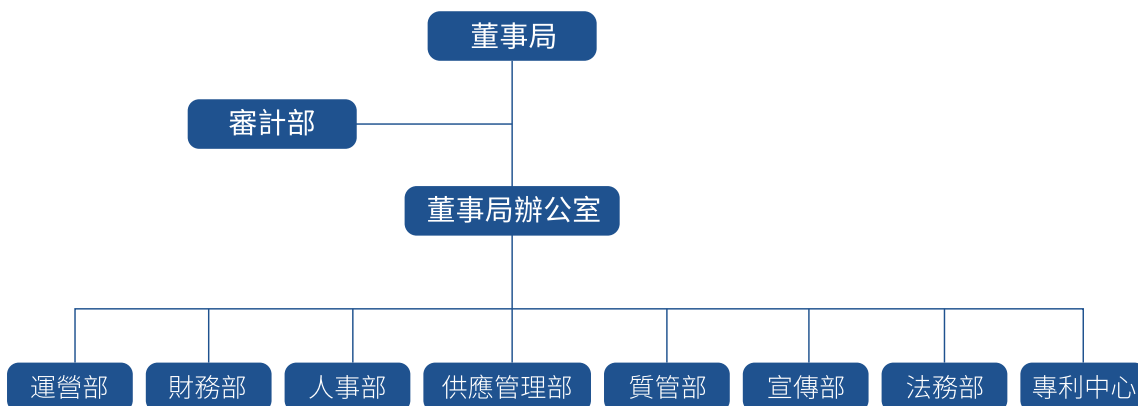 董事局
審計部
董事局辦公室
運營部
財務部
人事部
供應管理部
質管部
宣傳部
法務部
專利中心